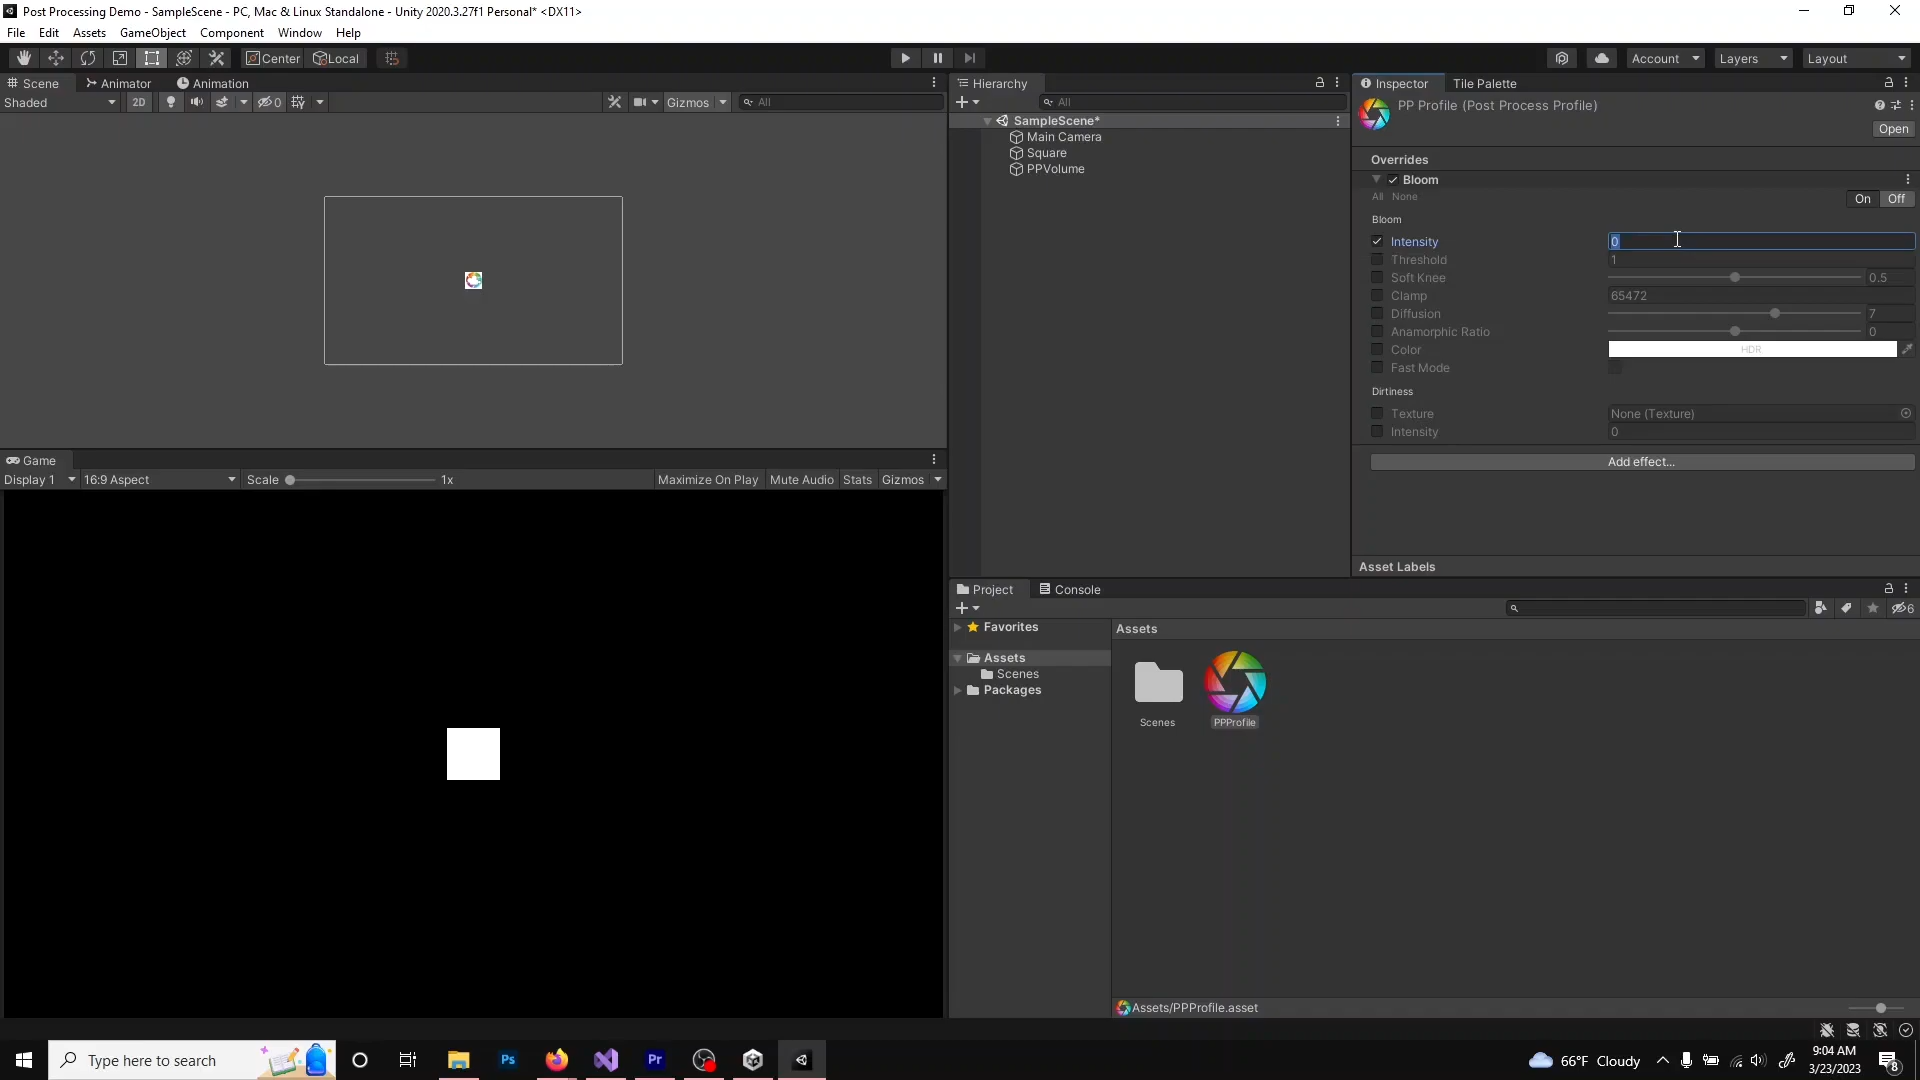 Post Processing Demo - SampleScene - PC, Mac & Linux Standalone - Unity 2020.3.27f1 Personal* <DX11>
File Edit Assets GameObject Component Window Help
Center Local Account Layers Layout
Scene Animator Animation
Shaded 2D 0 Gizmos All
Hierarchy
All
SampleScene*
Main Camera
Square
PPVolume
Inspector Tile Palette
PP Profile (Post Process Profile)
Open
Overrides
Bloom
All None On Off
Bloom
Intensity 0
Threshold 1
Soft Knee 0.5
Clamp 65472
Diffusion 7
Anamorphic Ratio 0
Color HDR
Fast Mode
Dirtiness
Texture None (Texture)
Intensity 0
Add effect...
Asset Labels
Game
Display 1 16:9 Aspect Scale 1x Maximize On Play Mute Audio Stats Gizmos
Project Console
6
Favorites
Assets
Scenes
Packages
Assets
Scenes PPProfile
Assets/PPProfile.asset
Type here to search
Ps
Pr
66°F Cloudy
9:04 AM
3/23/2023
8